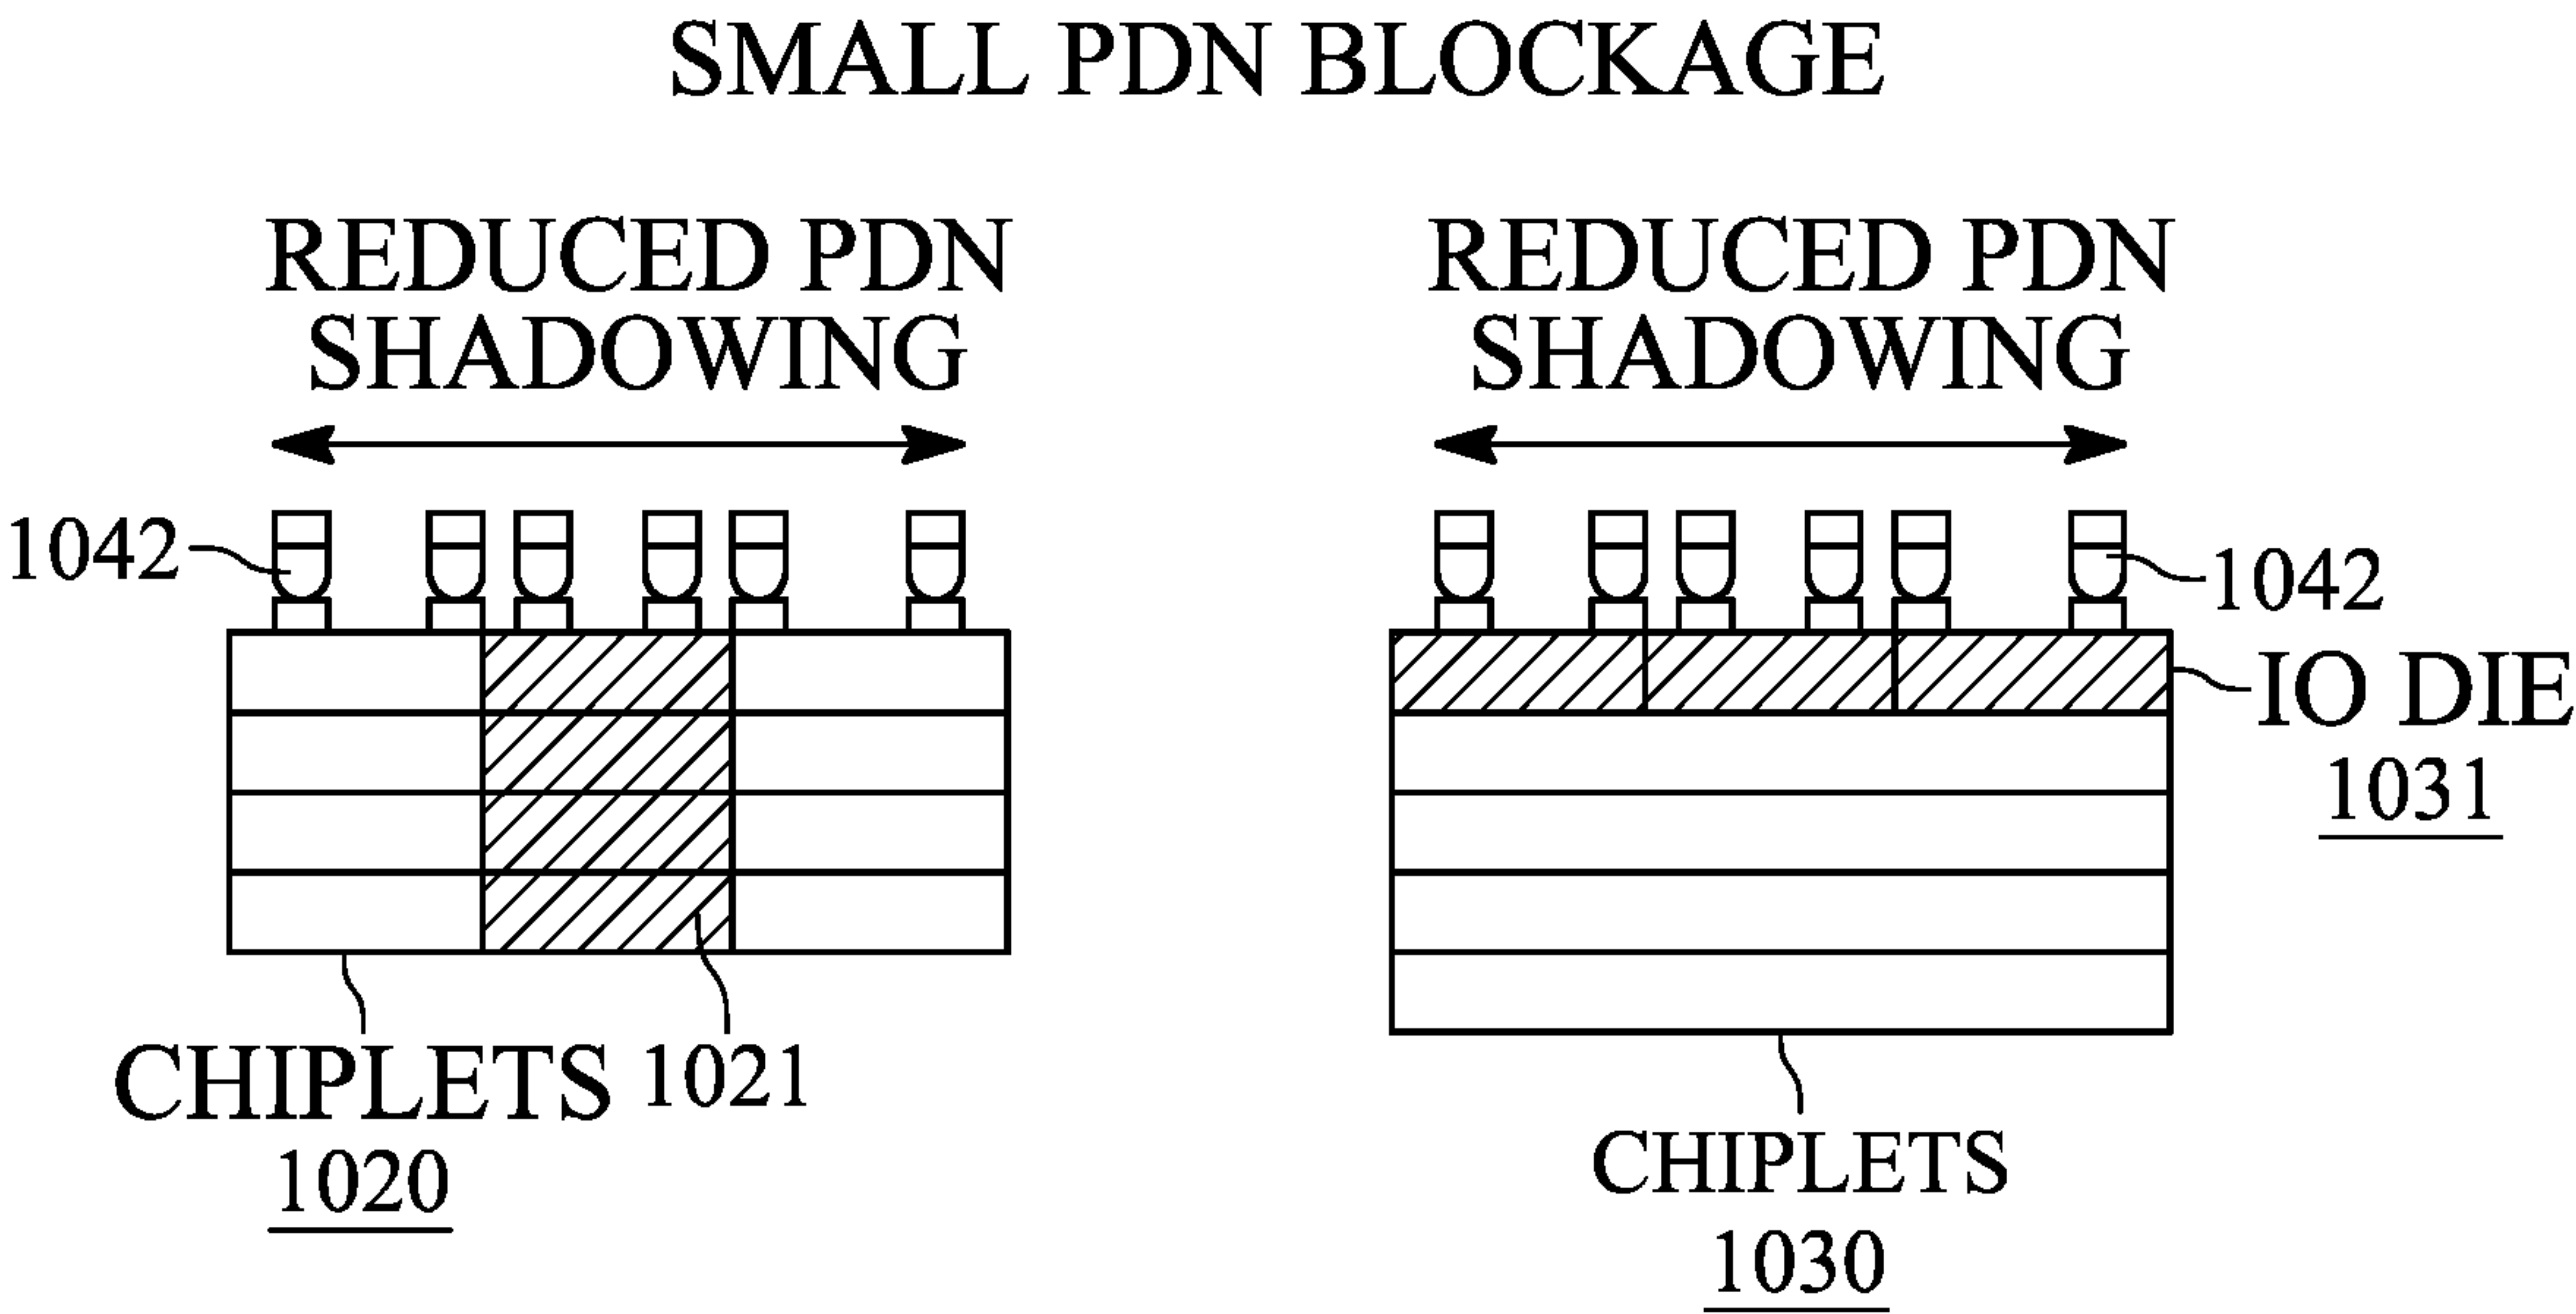 SMALL PDN BLOCKAGE
REDUCED PDN
SHADOWING
REDUCED PDN
SHADOWING
1042
1042
IO DIE
1031
CHIPLETS
1020
1021
CHIPLETS
1030